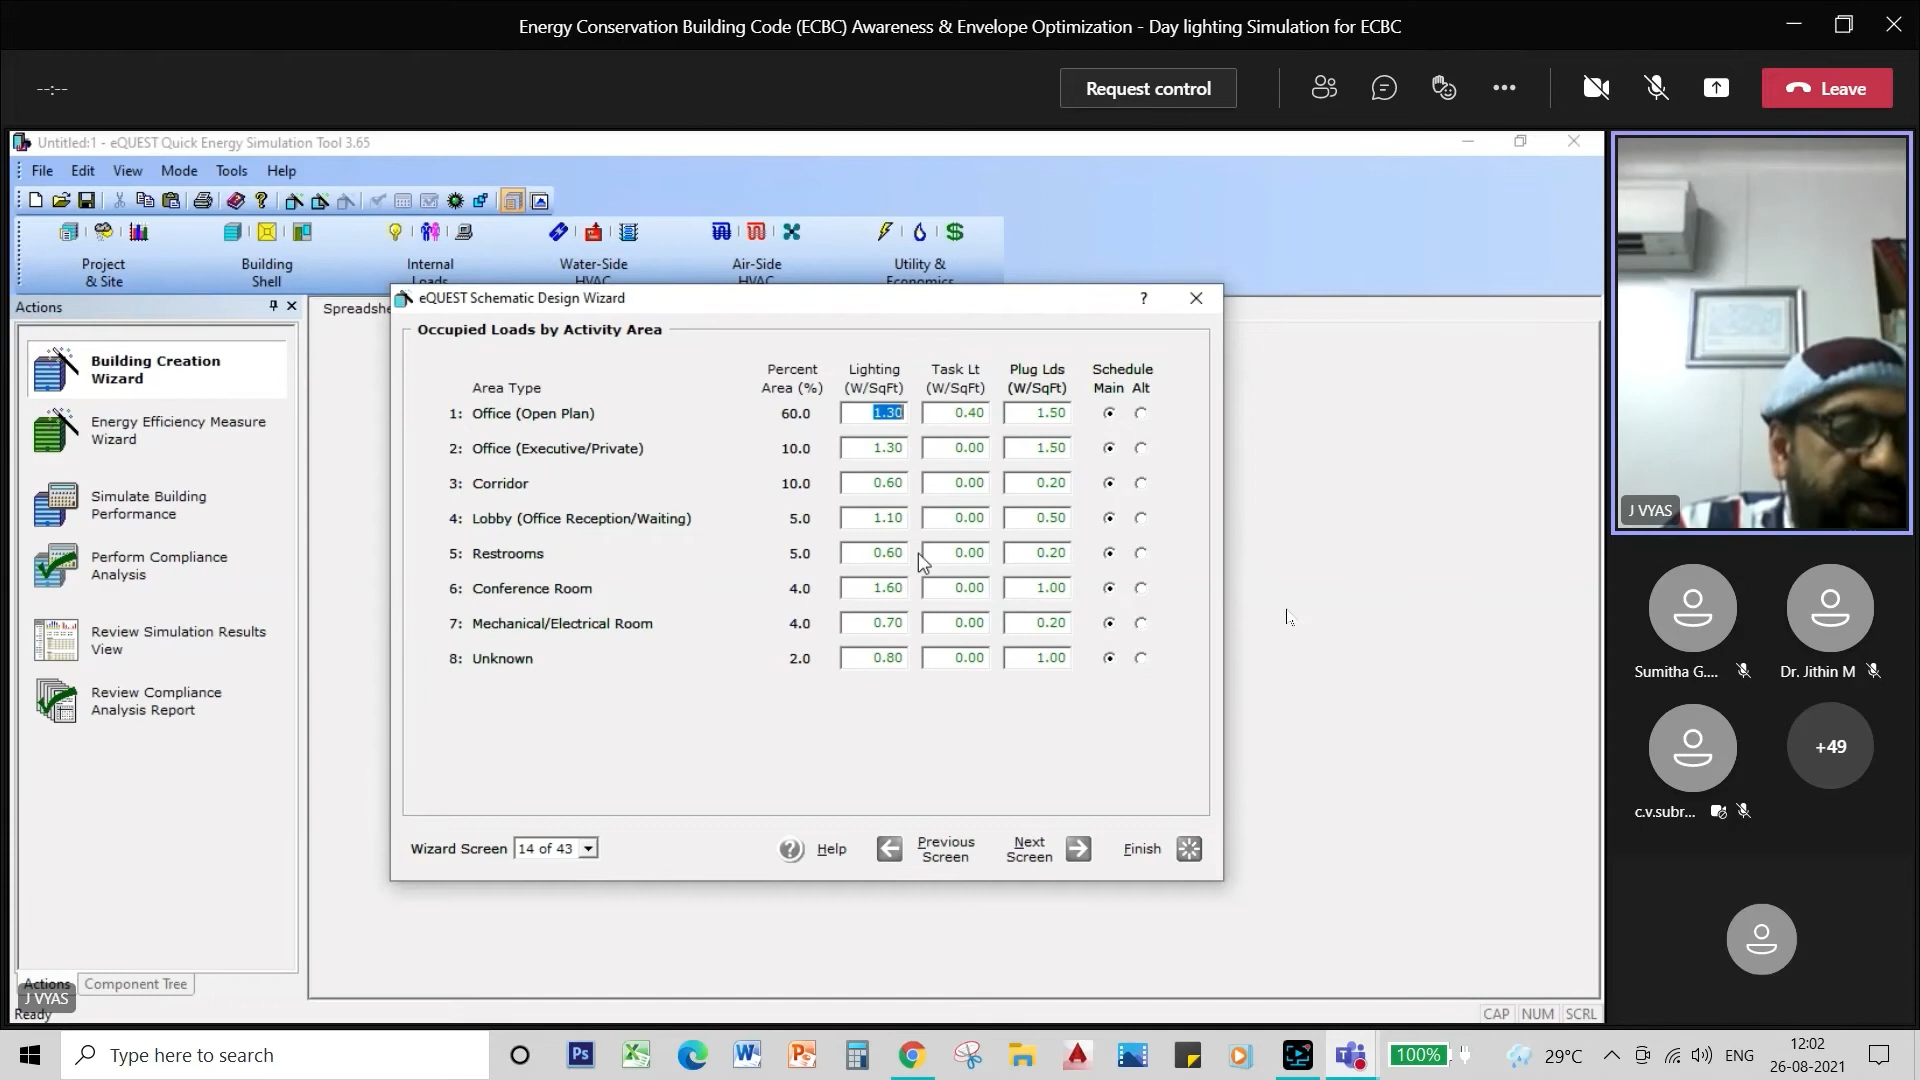 Energy Conservation Building Code (ECBC) Awareness & Envelope Optimization - Day lighting Simulation for ECBC
--:--
Request control
Leave
Untitled:1 - eQUEST Quick Energy Simulation Tool 3.65
File Edit View Mode Tools Help
Project & Site
Building Shell
Internal Loads
Water-Side HVAC
Air-Side HVAC
Utility & Economics
Actions
Spreadshe
Building Creation Wizard
Energy Efficiency Measure Wizard
Simulate Building Performance
Perform Compliance Analysis
Review Simulation Results View
Review Compliance Analysis Report
eQUEST Schematic Design Wizard ?
Occupied Loads by Activity Area
Percent Lighting Task Lt Plug Lds Schedule
Area Type Area (%) (W/SqFt) (W/SqFt) (W/SqFt) Main Alt
1: Office (Open Plan) 60.0 1.30 0.40 1.50
2: Office (Executive/Private) 10.0 1.30 0.00 1.50
3: Corridor 10.0 0.60 0.00 0.20
4: Lobby (Office Reception/Waiting) 5.0 1.10 0.00 0.50
5: Restrooms 5.0 0.60 0.00 0.20
6: Conference Room 4.0 1.60 0.00 1.00
7: Mechanical/Electrical Room 4.0 0.70 0.00 0.20
8: Unknown 2.0 0.80 0.00 1.00
Wizard Screen 14 of 43 Help Previous Screen Next Screen Finish
Actions Component Tree
J VYAS
Ready
CAP NUM SCRL
J VYAS
Sumitha G.... Dr. Jithin M
c.v.subr... +49
Type here to search
100% 29°C ENG 12:02
26-08-2021